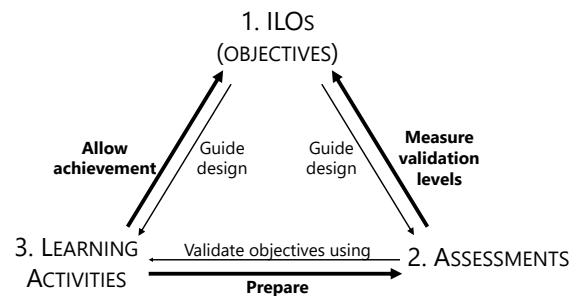 1. ILOs
(OBJECTIVES)
Allow
achievement
Guide
design
Guide
design
Measure
validation
levels
3. LEARNING
ACTIVITIES
Validate objectives using
2. ASSESSMENTS
Prepare